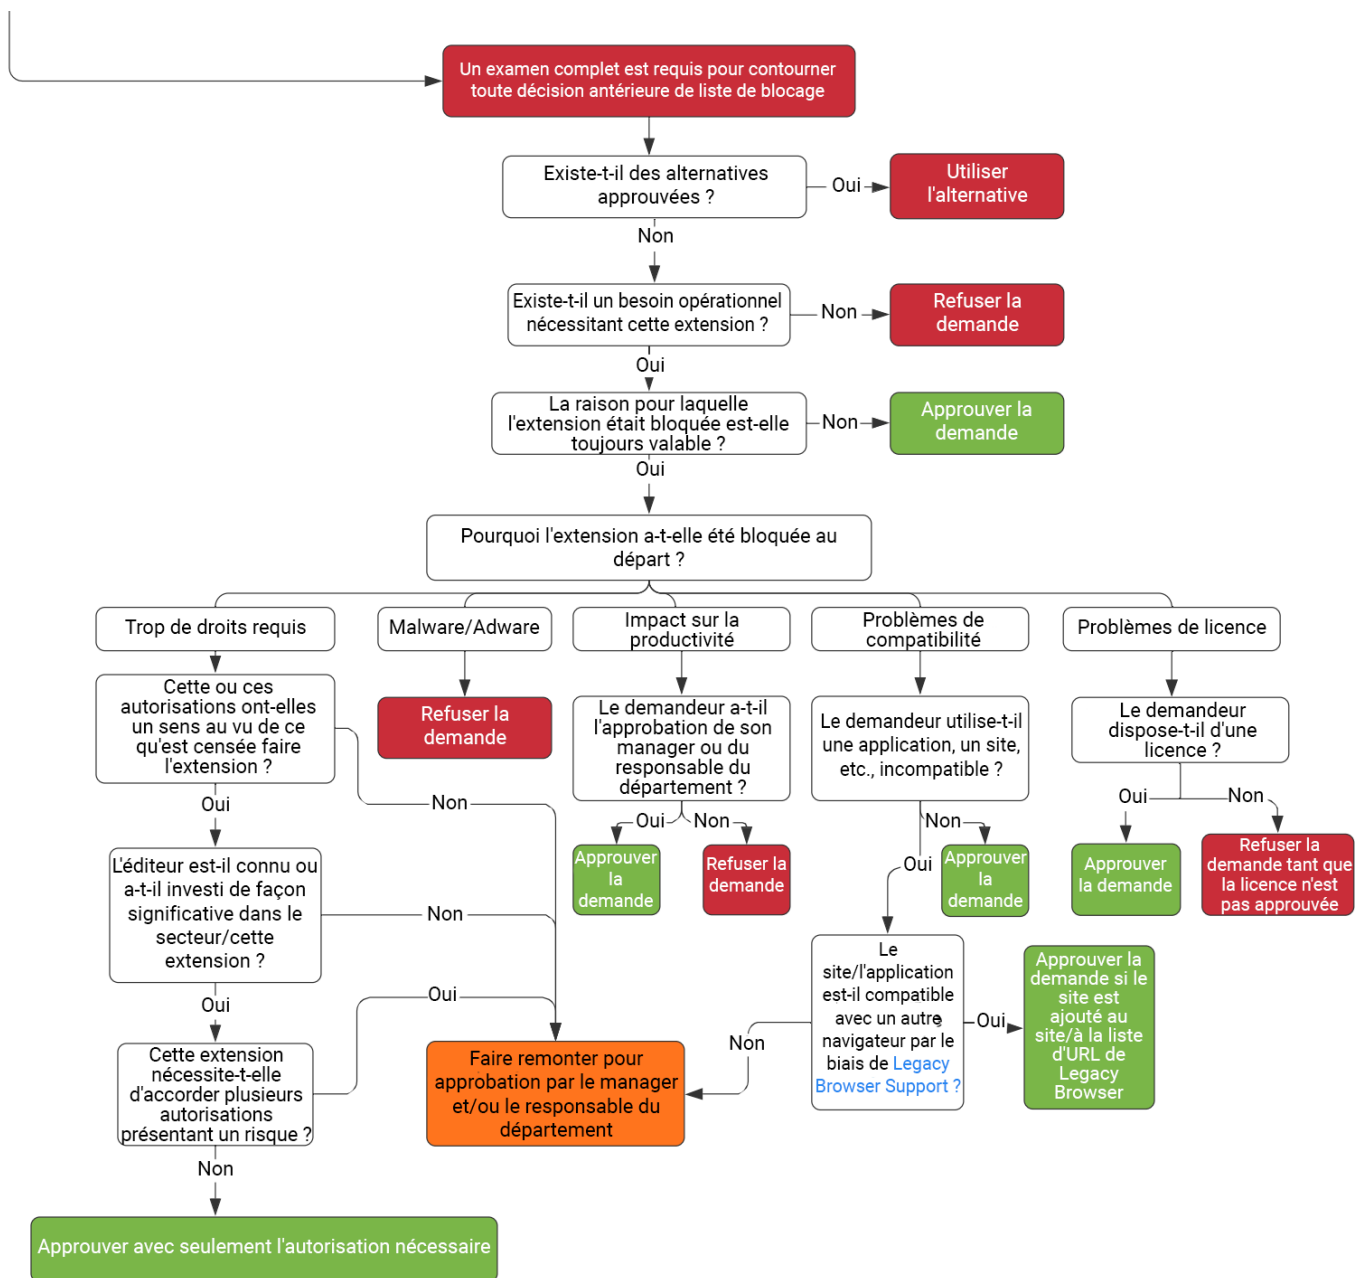 Un examen complet est requis pour contourner
toute décision antérieure de liste de blocage
Existe-t-il des alternatives
approuvées ?
Oui
Utiliser
l'alternative
Non
Existe-t-il un besoin opérationnel
nécessitant cette extension ?
Non
Refuser la
demande
Oui
La raison pour laquelle
l'extension était bloquée est-elle
toujours valable ?
Non
Approuver la
demande
Oui
Pourquoi l'extension a-t-elle été bloquée au
départ ?
Trop de droits requis
Malware/Adware
Impact sur la
productivité
Problèmes de
compatibilité
Problèmes de licence
Cette ou ces
autorisations ont-elles
un sens au vu de ce
qu'est censée faire
l'extension ?
Refuser la
demande
Le demandeur a-t-il
l'approbation de son
manager ou du
responsable du
département ?
Le demandeur utilise-t-il
une application, un site,
etc., incompatible ?
Le demandeur
dispose-t-il d'une
licence ?
Oui
Non
Oui
Non
Non
Oui
Non
L'éditeur est-il connu ou
a-t-il investi de façon
significative dans le
secteur/cette
extension ?
Non
Approuver
la
demande
Refuser la
demande
Oui
Approuver
la
demande
Approuver
la demande
Refuser la
demande tant que
la licence n'est
pas approuvée
Oui
Oui
Cette extension
nécessite-t-elle
d'accorder plusieurs
autorisations
présentant un risque ?
Faire remonter pour
approbation par le manager
et/ou le responsable du
département
Non
Le
site/l'application
est-il compatible
avec un autre
navigateur par le
biais de Legacy
Browser Support ?
Oui
Approuver la
demande si le
site est
ajouté au
site/à la liste
d'URL de
Legacy
Browser
Non
Approuver avec seulement l'autorisation nécessaire